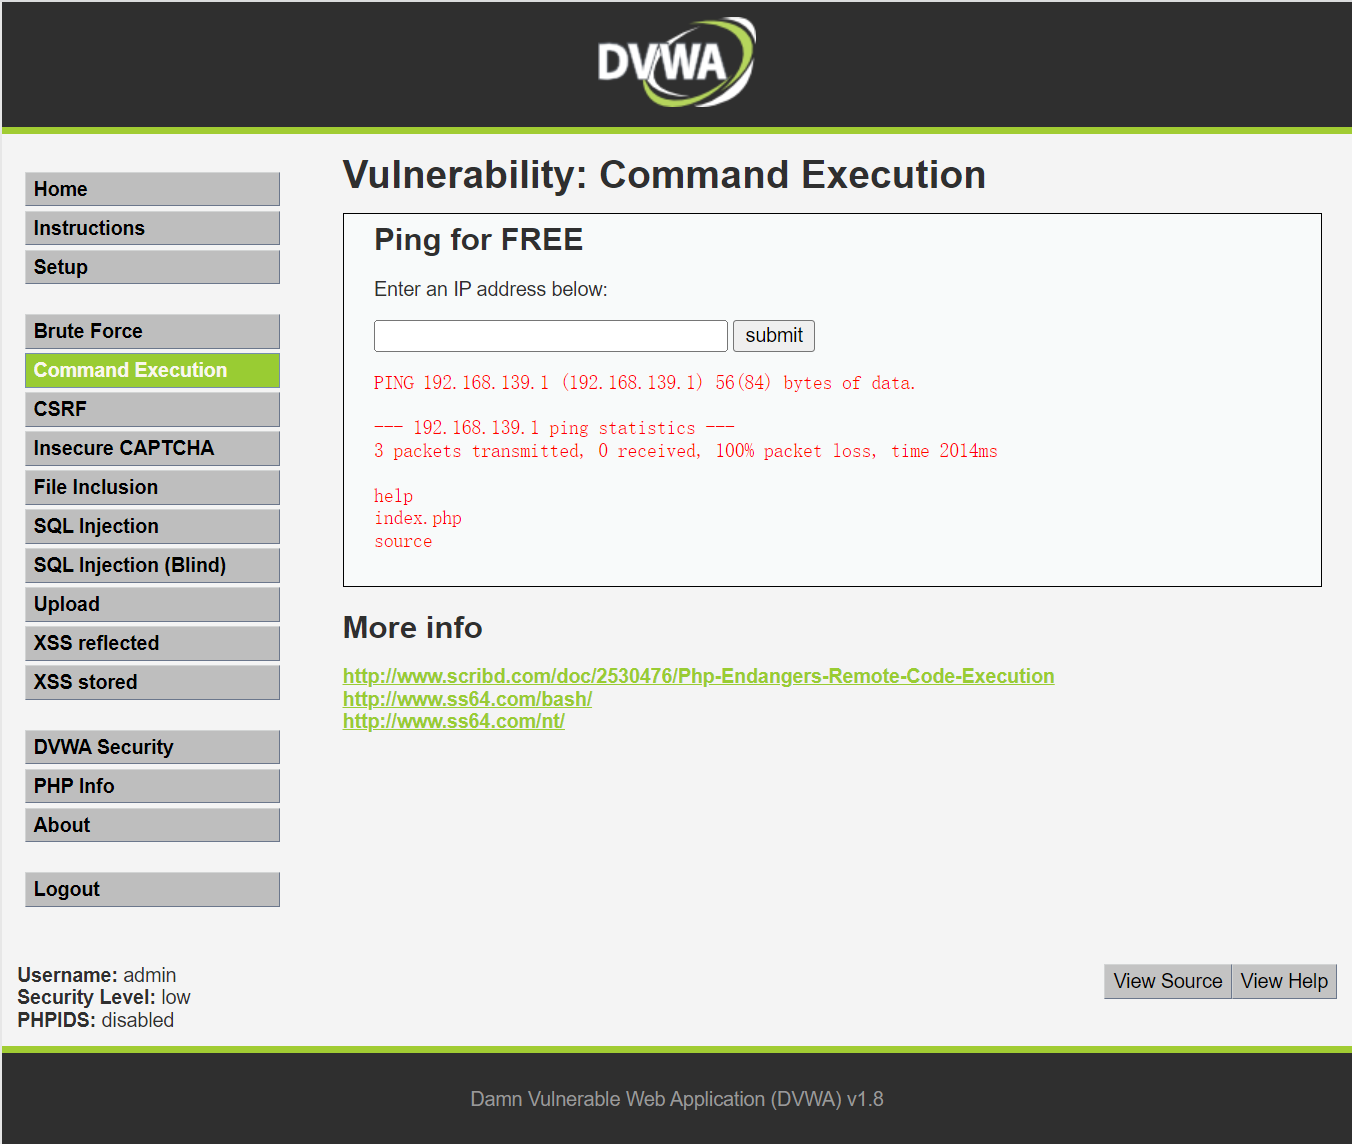 DVWA
Home
Instructions
Setup
Brute Force
Command Execution
CSRF
Insecure CAPTCHA
File Inclusion
SQL Injection
SQL Injection (Blind)
Upload
XSS reflected
XSS stored
DVWA Security
PHP Info
About
Logout
Vulnerability: Command Execution
Ping for FREE
Enter an IP address below:
submit
PING 192.168.139.1 (192.168.139.1) 56(84) bytes of data.
--- 192.168.139.1 ping statistics ---
3 packets transmitted, 0 received, 100% packet loss, time 2014ms
help
index.php
source
More info
http://www.scribd.com/doc/2530476/Php-Endangers-Remote-Code-Execution
http://www.ss64.com/bash/
http://www.ss64.com/nt/
Username: admin
Security Level: low
PHPIDS: disabled
View Source View Help
Damn Vulnerable Web Application (DVWA) v1.8